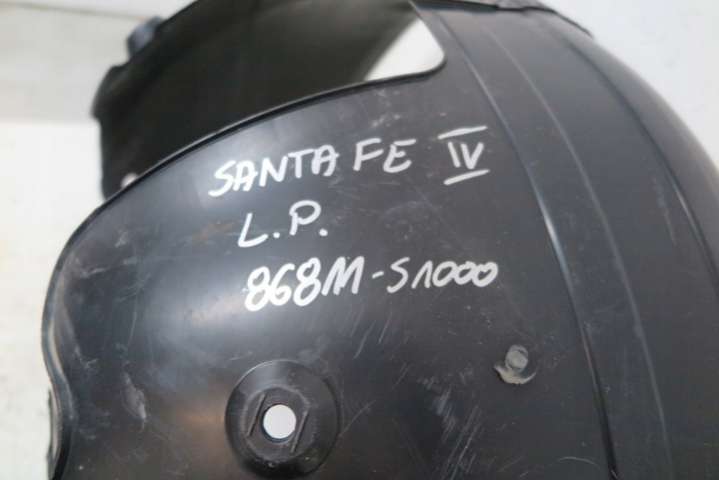 SANTA FE IV
L.P.
868M-S1000